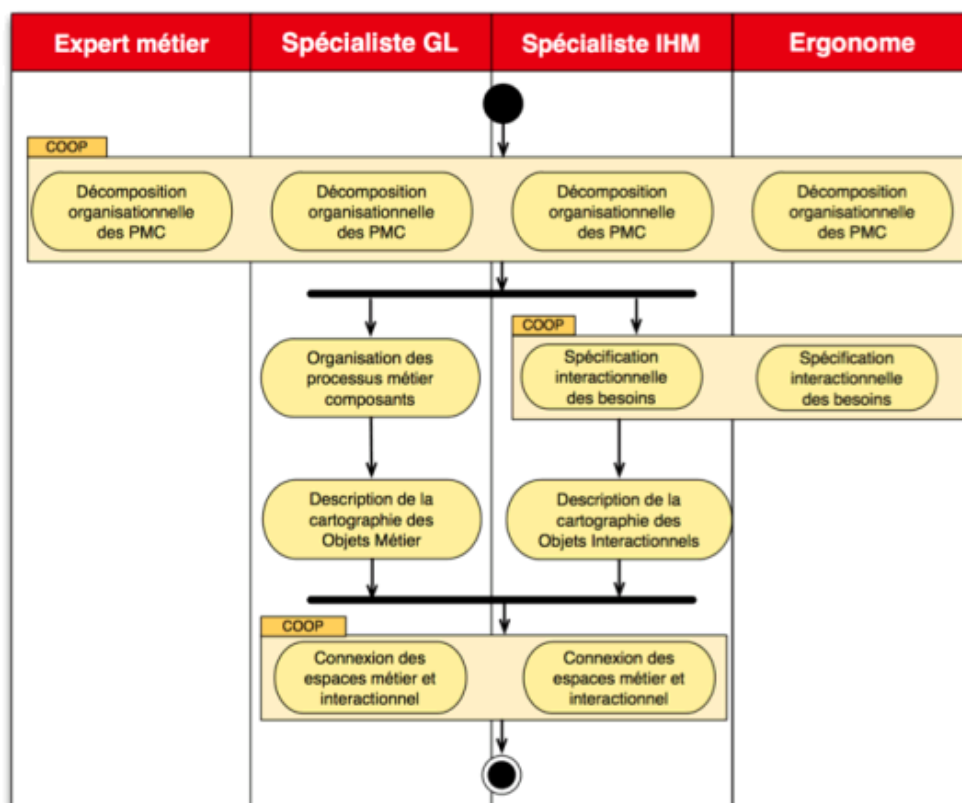 Expert métier
Spécialiste GL
Spécialiste IHM
Ergonome
COOP
Décomposition
organisationnelle
des PMC
Décomposition
organisationnelle
des PMC
Décomposition
organisationnelle
des PMC
Décomposition
organisationnelle
des PMC
Organisation des
processus métier
composants
COOP
Spécification
interactionnelle
des besoins
Spécification
interactionnelle
des besoins
Description de la
cartographie des
Objets Métier
Description de la
cartographie des
Objets Interactionnels
COOP
Connexion des
espaces métier et
interactionnel
Connexion des
espaces métier et
interactionnel